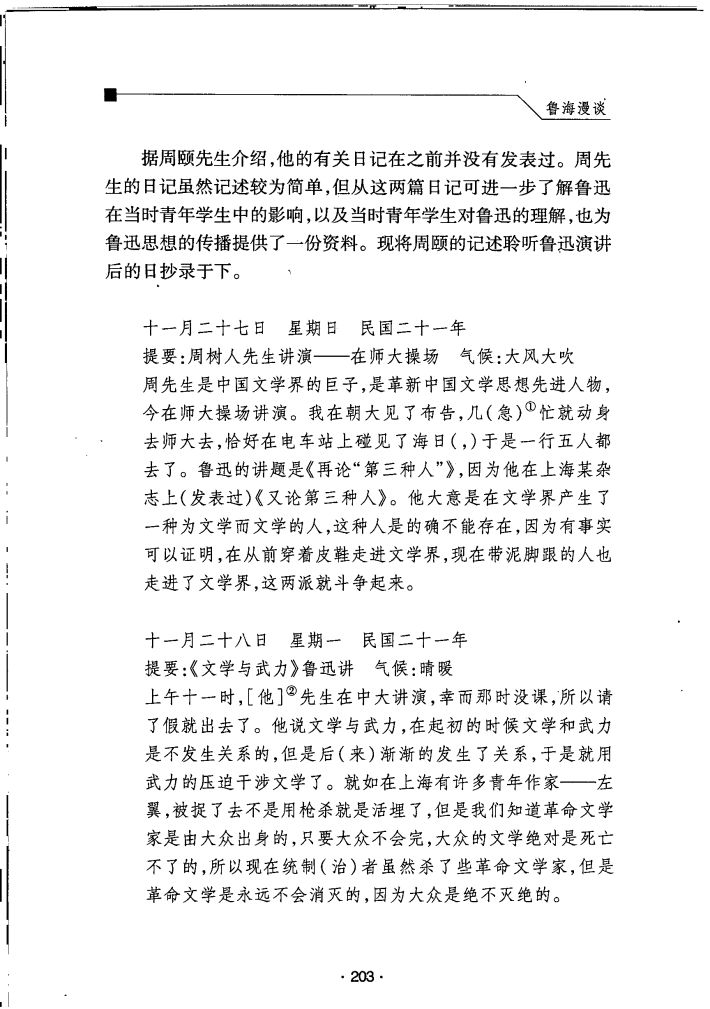 鲁海漫谈
据周颐先生介绍,他的有关日记在之前并没有发表过。周先
生的日记虽然记述较为简单,但从这两篇日记可进一步了解鲁迅
在当时青年学生中的影响,以及当时青年学生对鲁迅的理解,也为
鲁迅思想的传播提供了一份资料。现将周颐的记述聆听鲁迅演讲
后的日抄录于下。
十一月二十七日 星期日 民国二十一年
提要:周树人先生讲演——在师大操场 气候:大风大吹
周先生是中国文学界的巨子,是革新中国文学思想先进人物,
今在师大操场讲演。我在朝大见了布告,几(急)①忙就动身
去师大去,恰好在电车站上碰见了海日(,)于是一行五人都
去了。鲁迅的讲题是《再论“第三种人”》,因为他在上海某杂
志上(发表过)《又论第三种人》。他大意是在文学界产生了
一种为文学而文学的人,这种人是的确不能存在,因为有事实
可以证明,在从前穿着皮鞋走进文学界,现在带泥脚跟的人也
走进了文学界,这两派就斗争起来。
十一月二十八日 星期一 民国二十一年
提要:《文学与武力》鲁迅讲 气候:晴暖
上午十一时,[他]②先生在中大讲演,幸而那时没课,所以请
了假就出去了。他说文学与武力,在起初的时候文学和武力
是不发生关系的,但是后(来)渐渐的发生了关系,于是就用
武力的压迫干涉文学了。就如在上海有许多青年作家——左
翼,被捉了去不是用枪杀就是活埋了,但是我们知道革命文学
家是由大众出身的,只要大众不会完,大众的文学绝对是死亡
不了的,所以现在统制(治)者虽然杀了些革命文学家,但是
革命文学是永远不会消灭的,因为大众是绝不灭绝的。
·203·